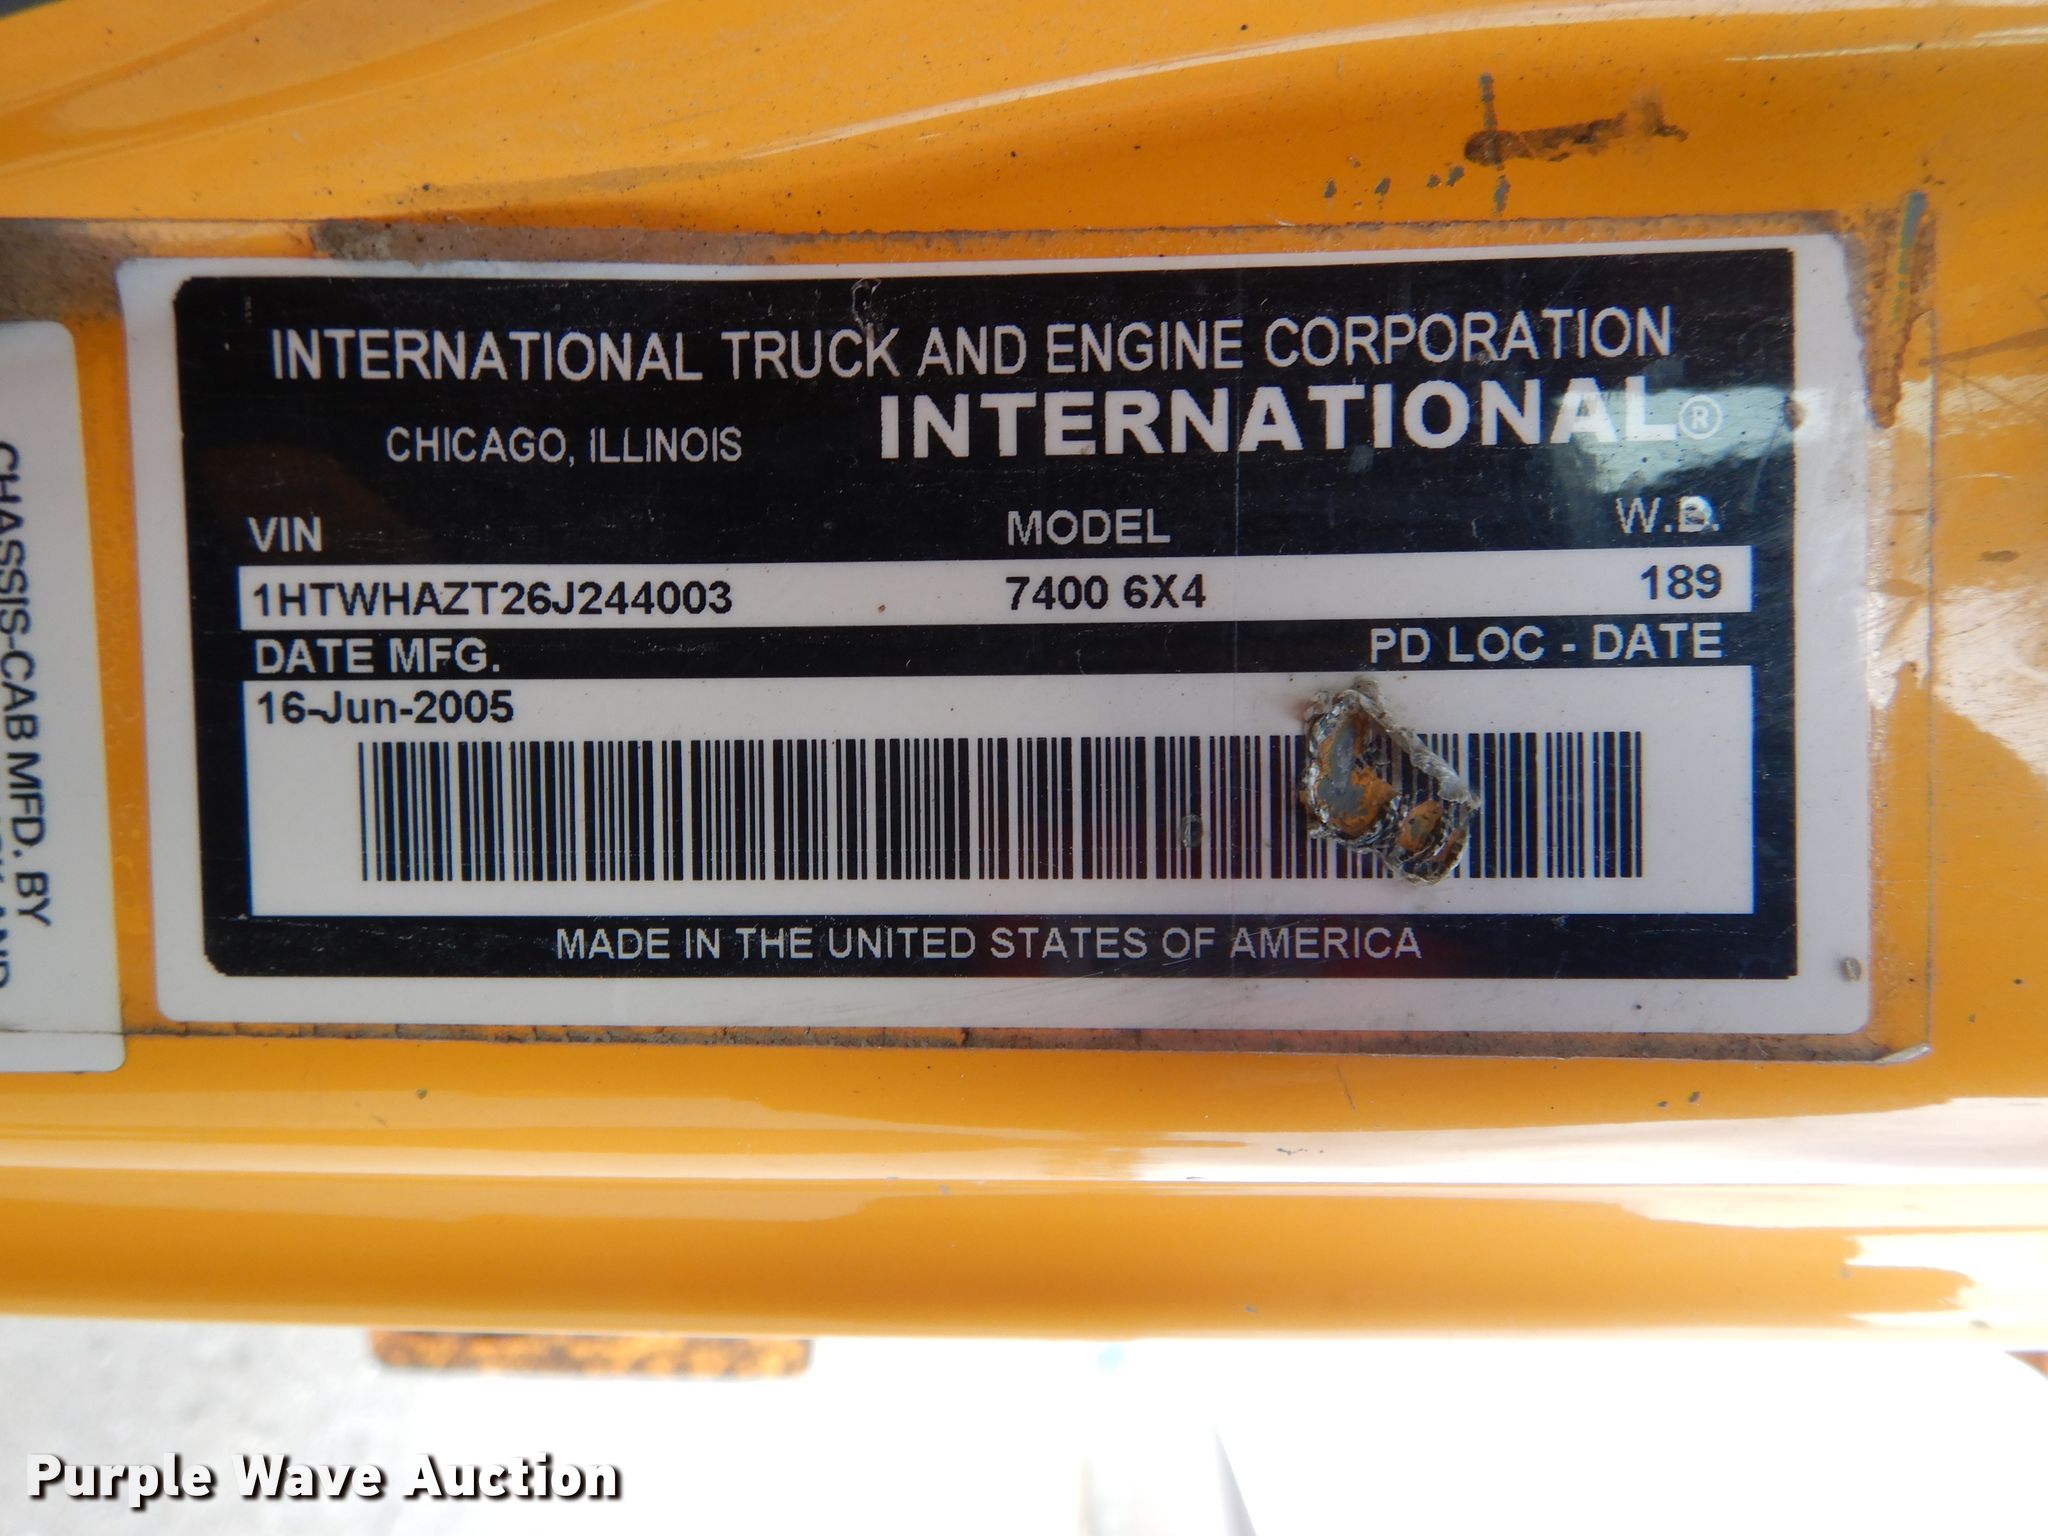 INTERNATIONAL TRUCK AND ENGINE CORPORATION
CHICAGO, ILLINOIS INTERNATIONAL®
VIN MODEL W.B.
1HTWHAZT26J244003 7400 6X4 189
DATE MFG. PD LOC - DATE
16-Jun-2005
MADE IN THE UNITED STATES OF AMERICA
CHASSIS-CAB MFD. BY
Purple Wave Auction